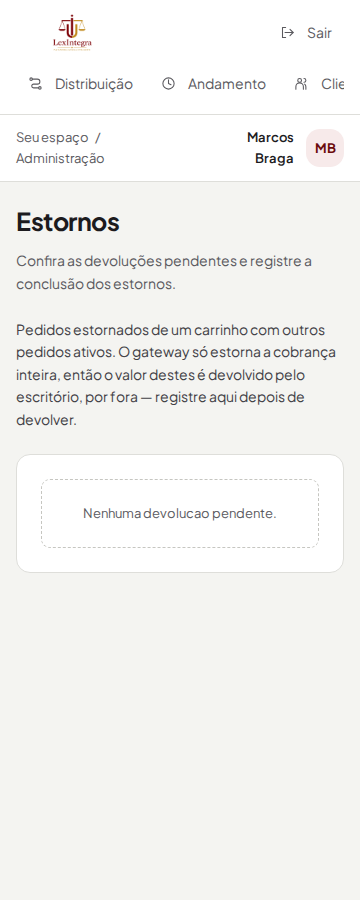 LexIntegra
Sair
Distribuição
Andamento
Clie
Seu espaço / Administração
Marcos Braga
MB
Estornos
Confira as devoluções pendentes e registre a
conclusão dos estornos.
Pedidos estornados de um carrinho com outros
pedidos ativos. O gateway só estorna a cobrança
inteira, então o valor destes é devolvido pelo
escritório, por fora — registre aqui depois de
devolver.
Nenhuma devolucao pendente.